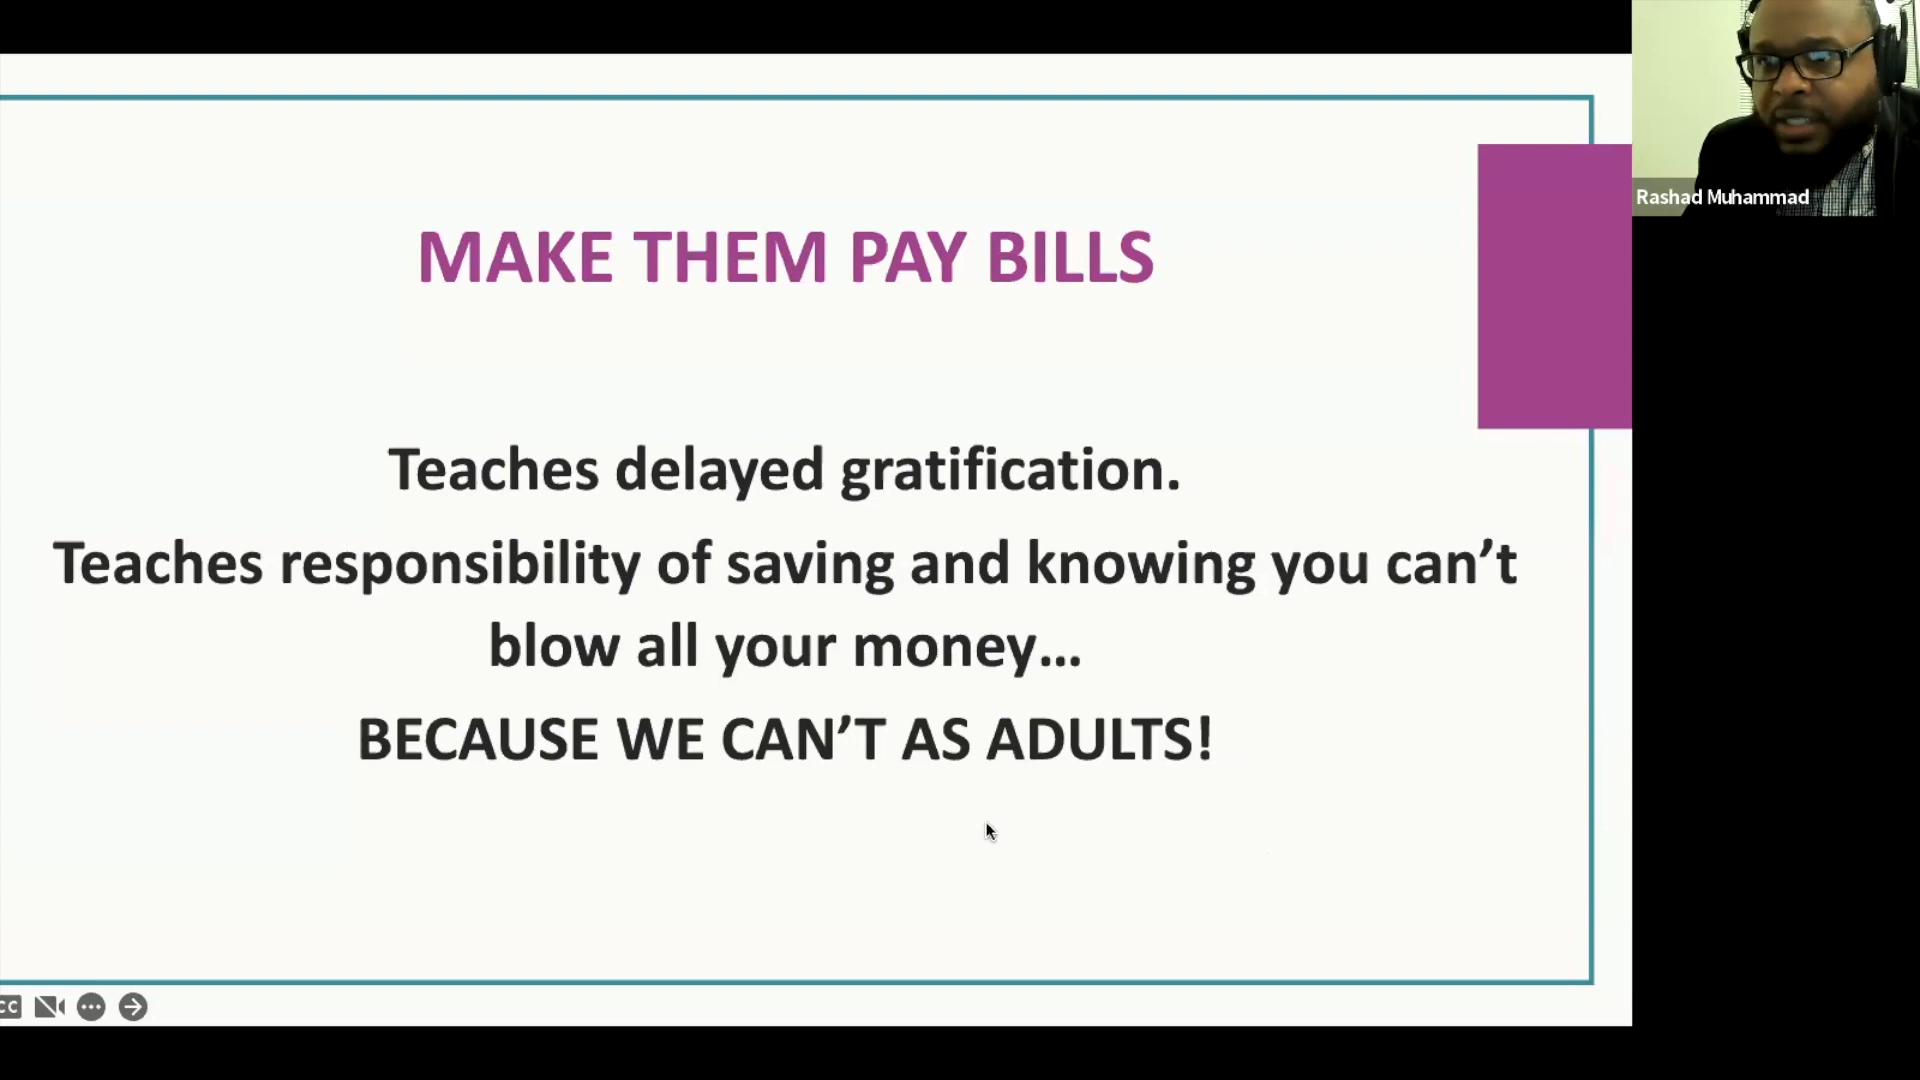 MAKE THEM PAY BILLS
Teaches delayed gratification.
Teaches responsibility of saving and knowing you can’t
blow all your money…
BECAUSE WE CAN’T AS ADULTS!
Rashad Muhammad
CC